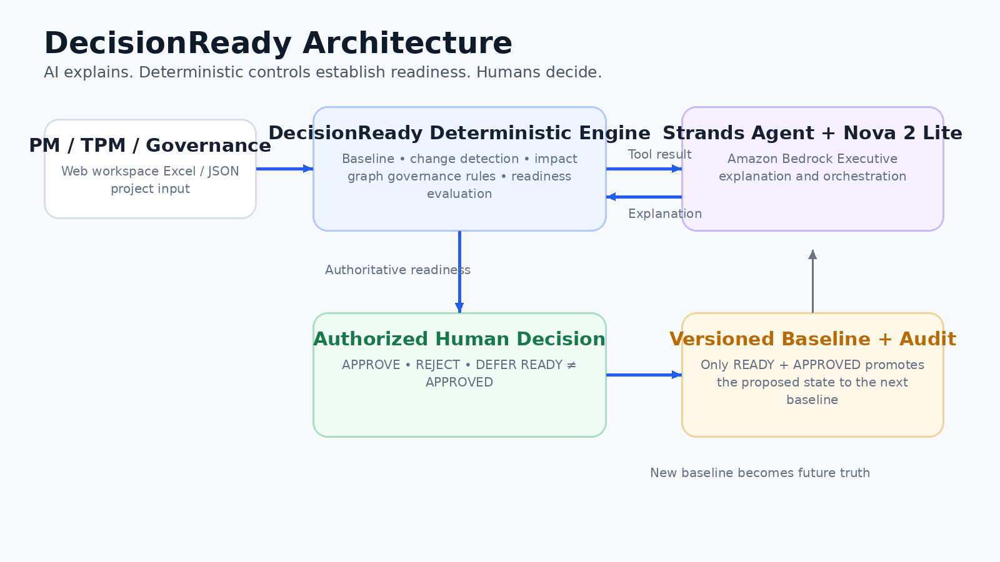 DecisionReady Architecture
AI explains. Deterministic controls establish readiness. Humans decide.
PM / TPM / Governance
Web workspace Excel / JSON
project input
DecisionReady Deterministic Engine
Baseline • change detection • impact
graph governance rules • readiness
evaluation
Tool result
Explanation
Strands Agent + Nova 2 Lite
Amazon Bedrock Executive
explanation and orchestration
Authoritative readiness
Authorized Human Decision
APPROVE • REJECT • DEFER READY ≠
APPROVED
Versioned Baseline + Audit
Only READY + APPROVED promotes
the proposed state to the next
baseline
New baseline becomes future truth